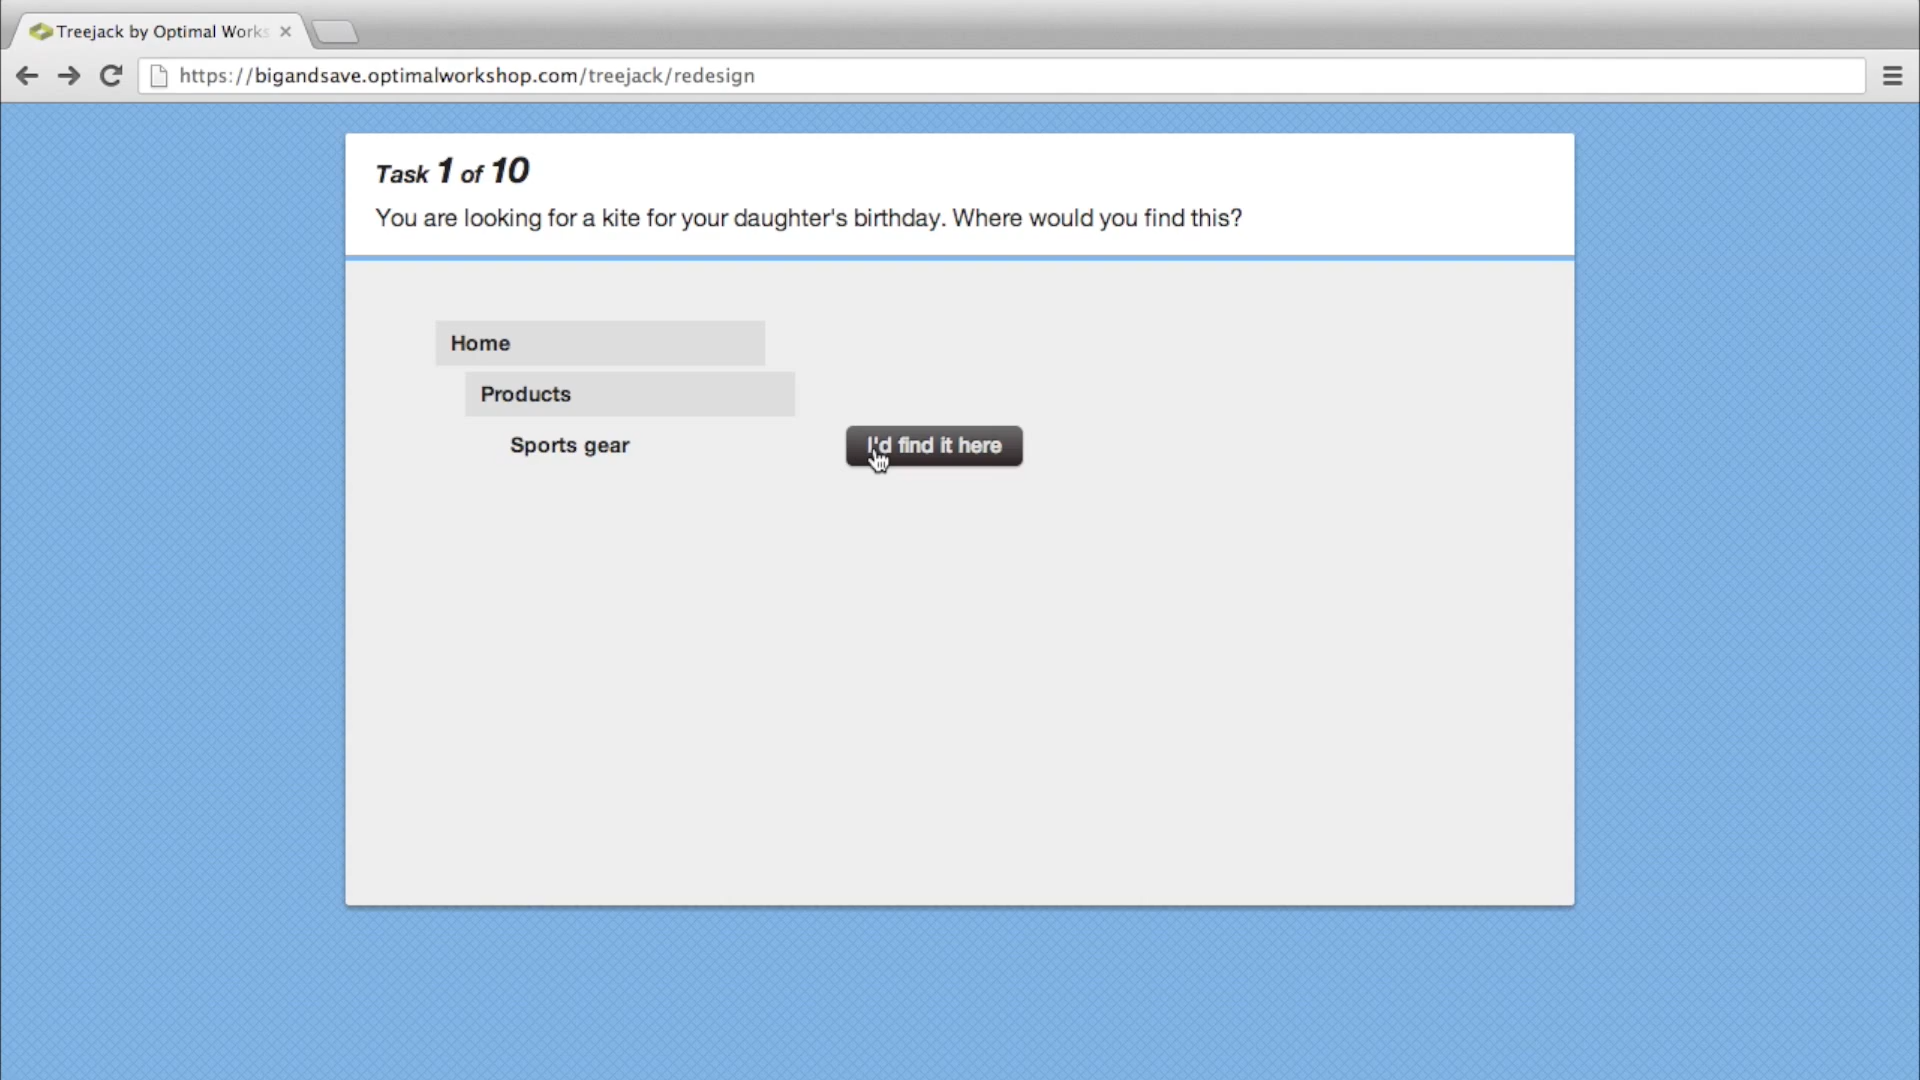 Treejack by Optimal Works
https://bigandsave.optimalworkshop.com/treejack/redesign
Task 1 of 10
You are looking for a kite for your daughter's birthday. Where would you find this?
Home
Products
Sports gear
I'd find it here